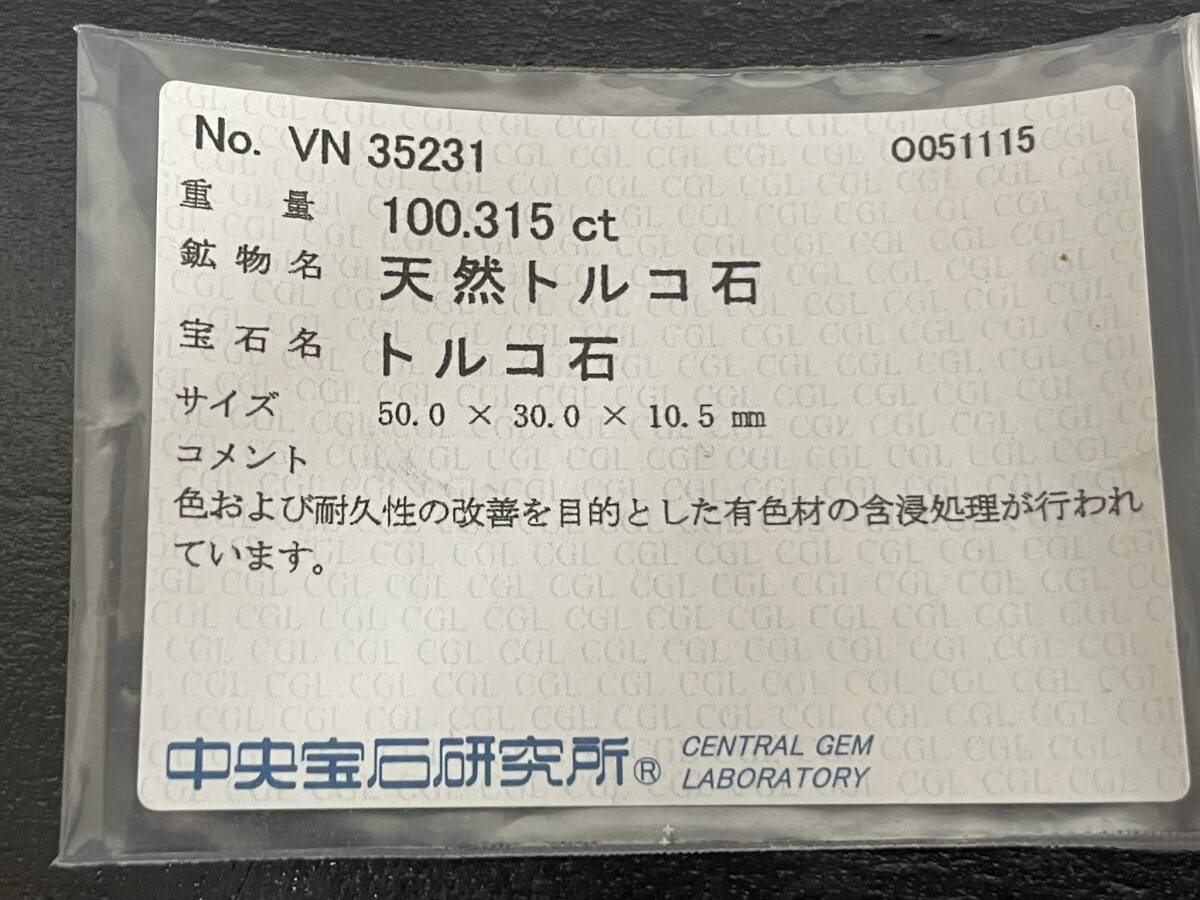 No. VN 35231 O051115
重量 100.315 ct
鉱物名 天然トルコ石
宝石名 トルコ石
サイズ 50.0 × 30.0 × 10.5 ㎜
コメント
色および耐久性の改善を目的とした有色材の含浸処理が行われ
ています。
中央宝石研究所® CENTRAL GEM
LABORATORY